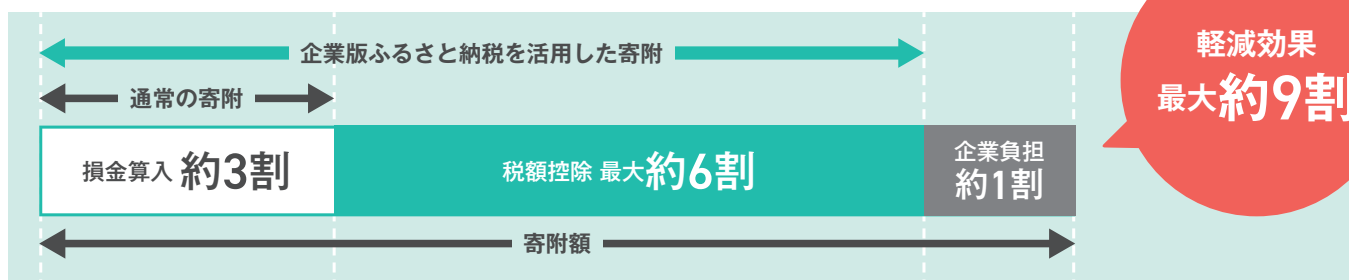 企業版ふるさと納税を活用した寄附
通常の寄附
損金算入 約3割
税額控除 最大約6割
企業負担
約1割
寄附額
軽減効果
最大約9割